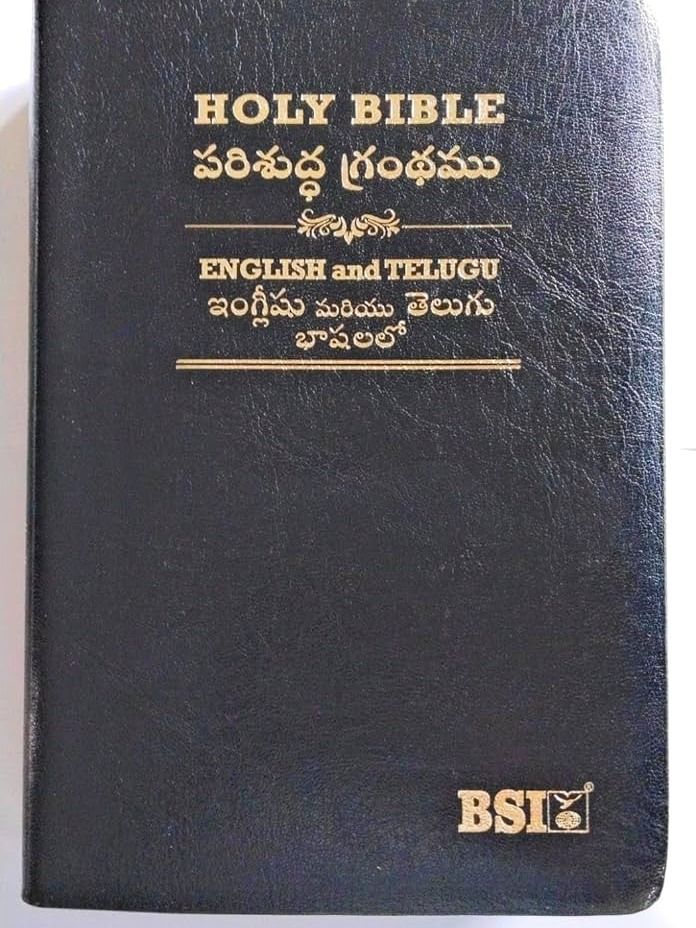 HOLY BIBLE
పరిశుద్ధ గ్రంథము
ENGLISH and TELUGU
ఇంగ్లీషు మరియు తెలుగు
భాషలలో
BSI®